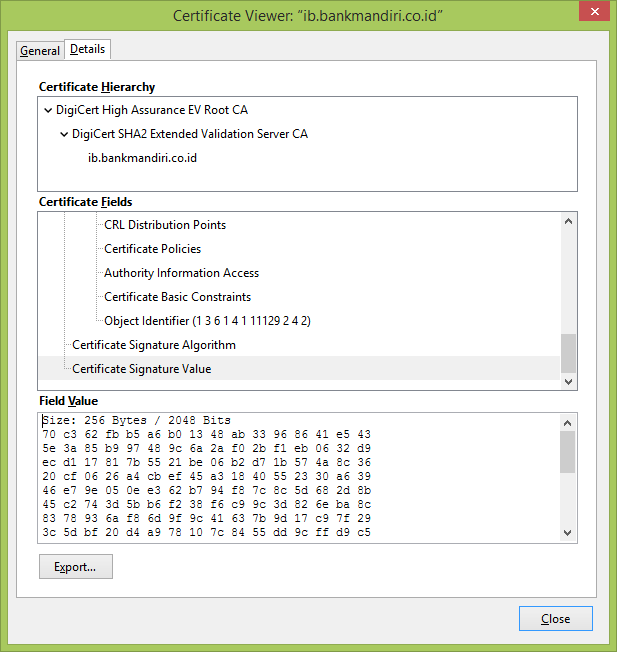 Certificate Viewer: “ib.bankmandiri.co.id”
General
Details
Certificate Hierarchy
DigiCert High Assurance EV Root CA
DigiCert SHA2 Extended Validation Server CA
ib.bankmandiri.co.id
Certificate Fields
CRL Distribution Points
Certificate Policies
Authority Information Access
Certificate Basic Constraints
Object Identifier (1 3 6 1 4 1 11129 2 4 2)
Certificate Signature Algorithm
Certificate Signature Value
Field Value
Size: 256 Bytes / 2048 Bits
70 c3 62 fb b5 a6 b0 13 48 ab 33 96 86 41 e5 43
5e 3a 85 b9 97 48 9c 6a 2a f0 2b f1 eb 06 32 d9
ec d1 17 81 7b 55 21 be 06 b2 d7 1b 57 4a 8c 36
20 cf 06 26 a4 cb ef 45 a3 18 40 55 23 30 a6 39
46 e7 9e 05 0e e3 62 b7 94 f8 7c 8c 5d 68 2d 8b
45 c2 74 3d 5b b6 f2 38 f6 c9 9c 3d 82 6e ba 8c
83 78 93 6a f8 6d 9f 9c 41 63 7b 9d 17 c9 7f 29
3c 5d bf 20 d4 a9 78 10 7c 84 55 dd 9c ff d9 c5
Export...
Close